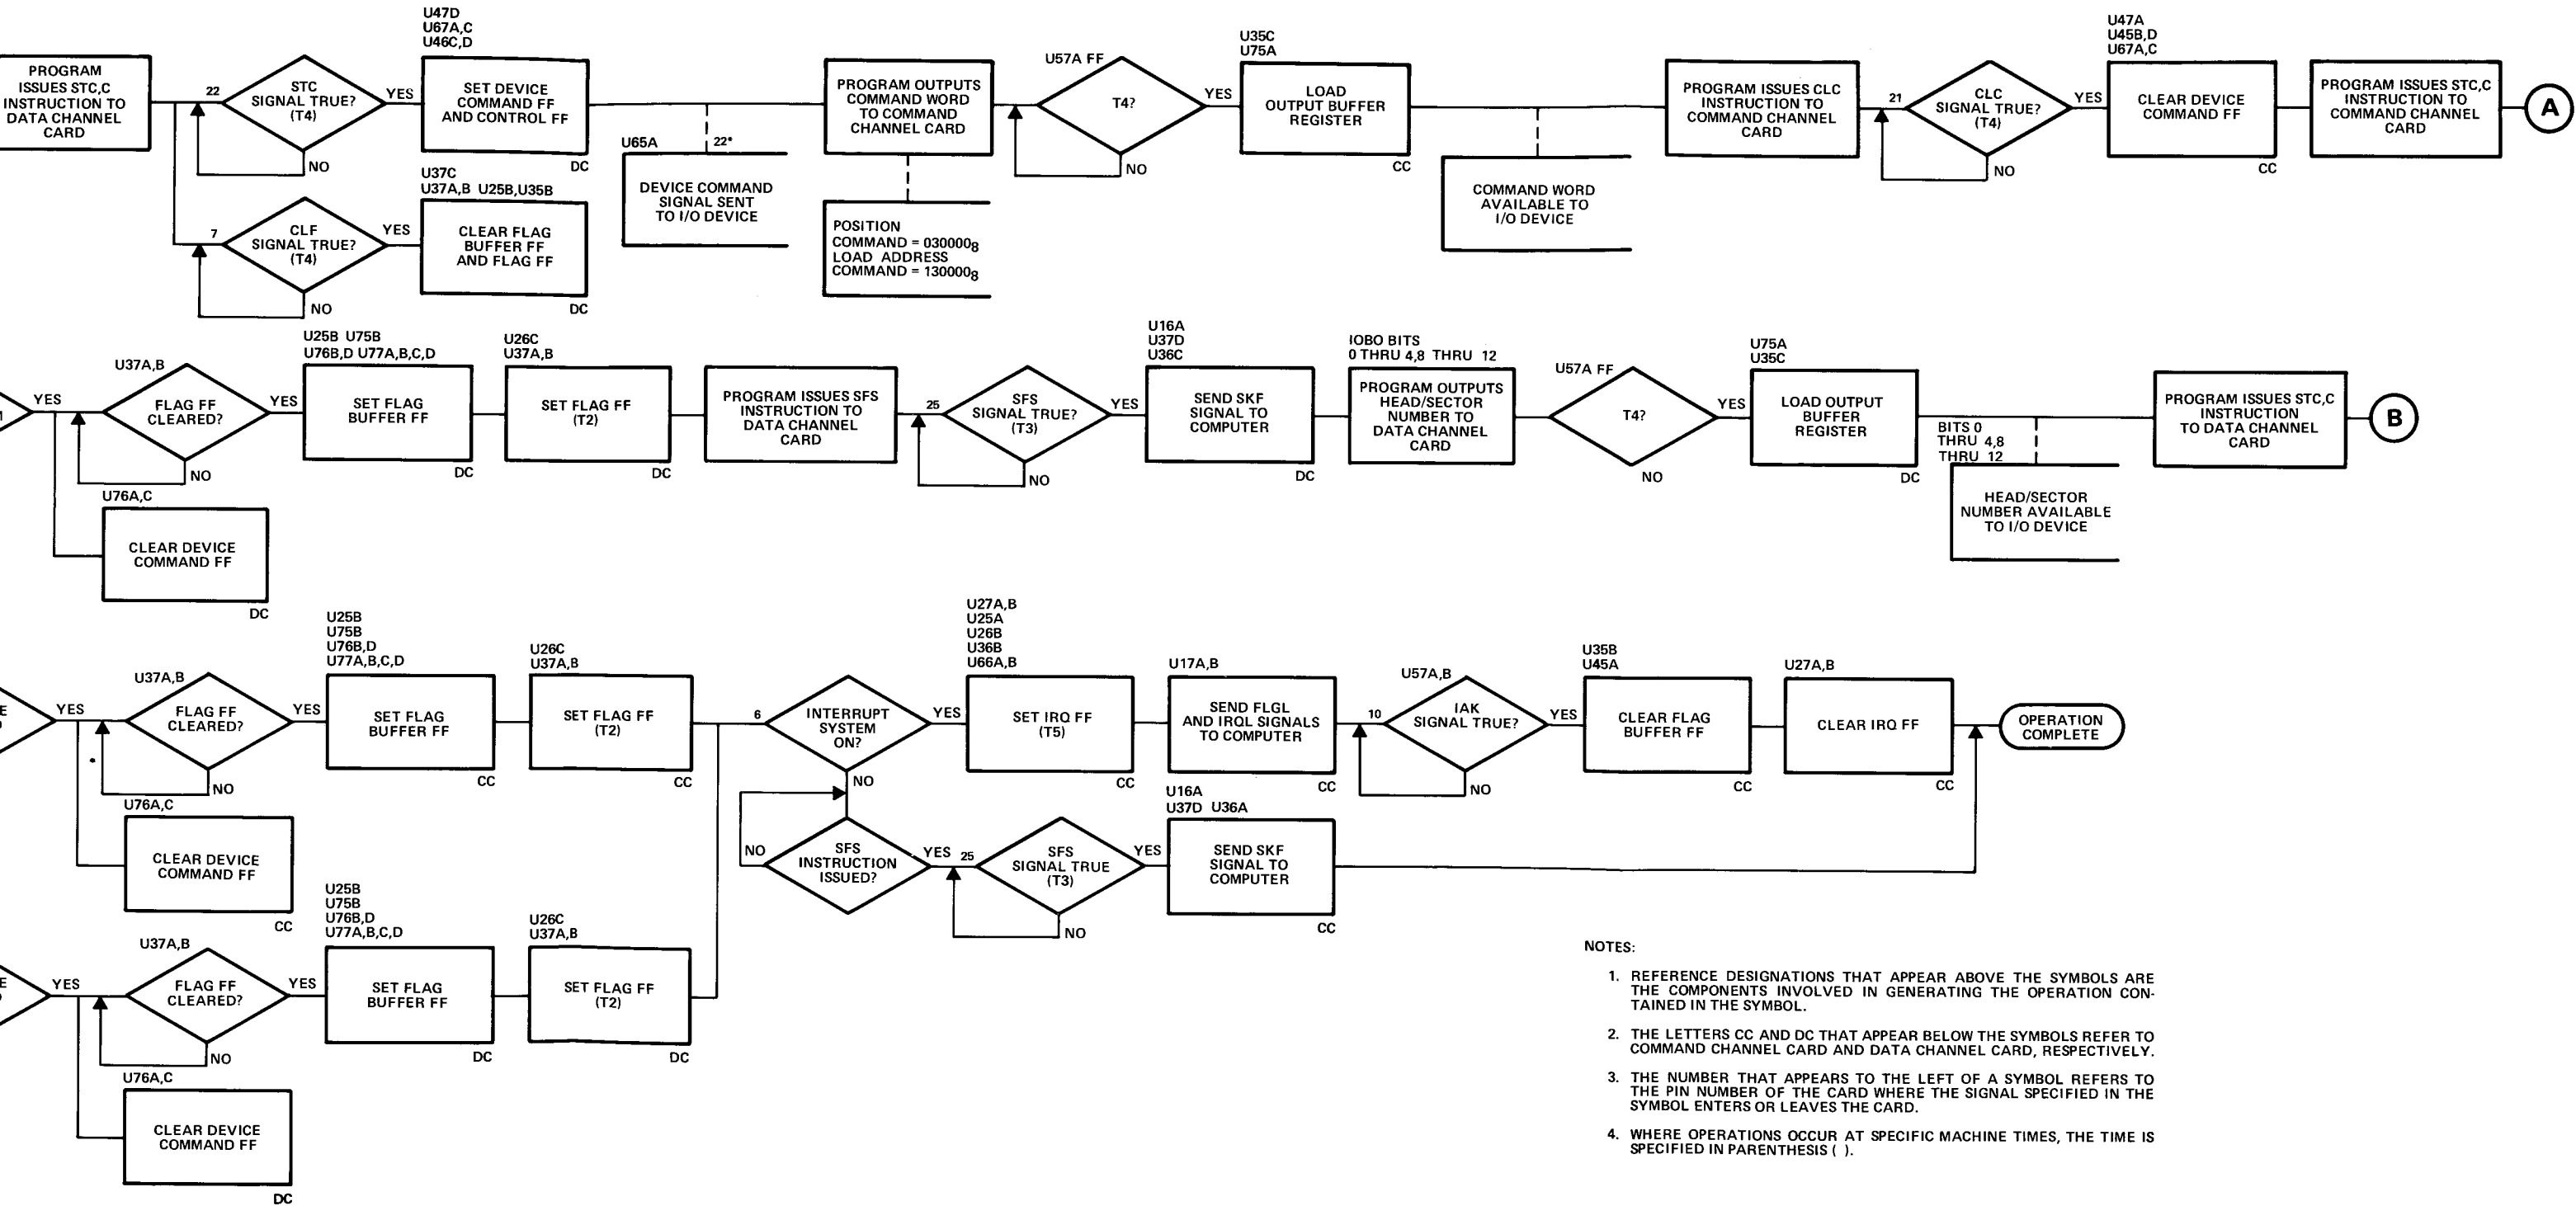 PROGRAM
ISSUES STC,C
INSTRUCTION TO
DATA CHANNEL
CARD
22
STC
SIGNAL TRUE?
(T4)
YES
NO
U47D
U67A,C
U46C,D
SET DEVICE
COMMAND FF
AND CONTROL FF
DC
7
CLF
SIGNAL TRUE?
(T4)
YES
NO
U37C
U37A,B U25B,U35B
CLEAR FLAG
BUFFER FF
AND FLAG FF
DC
U65A
22*
DEVICE COMMAND
SIGNAL SENT
TO I/O DEVICE
PROGRAM OUTPUTS
COMMAND WORD
TO COMMAND
CHANNEL CARD
POSITION
COMMAND = 030000₈
LOAD ADDRESS
COMMAND = 130000₈
U57A FF
T4?
YES
NO
U35C
U75A
LOAD
OUTPUT BUFFER
REGISTER
CC
COMMAND WORD
AVAILABLE TO
I/O DEVICE
PROGRAM ISSUES CLC
INSTRUCTION TO
COMMAND CHANNEL
CARD
21
CLC
SIGNAL TRUE?
(T4)
YES
NO
U47A
U45B,D
U67A,C
CLEAR DEVICE
COMMAND FF
CC
PROGRAM ISSUES STC,C
INSTRUCTION TO
COMMAND CHANNEL
CARD
A
YES
U37A,B
FLAG FF
CLEARED?
YES
NO
U76A,C
CLEAR DEVICE
COMMAND FF
DC
U25B U75B
U76B,D U77A,B,C,D
SET FLAG
BUFFER FF
DC
U26C
U37A,B
SET FLAG FF
(T2)
DC
PROGRAM ISSUES SFS
INSTRUCTION TO
DATA CHANNEL
CARD
25
SFS
SIGNAL TRUE?
(T3)
YES
NO
U16A
U37D
U36C
SEND SKF
SIGNAL TO
COMPUTER
DC
IOBO BITS
0 THRU 4,8 THRU 12
PROGRAM OUTPUTS
HEAD/SECTOR
NUMBER TO
DATA CHANNEL
CARD
U57A FF
T4?
YES
NO
U75A
U35C
LOAD OUTPUT
BUFFER
REGISTER
DC
BITS 0
THRU 4,8
THRU 12
HEAD/SECTOR
NUMBER AVAILABLE
TO I/O DEVICE
PROGRAM ISSUES STC,C
INSTRUCTION
TO DATA CHANNEL
CARD
B
YES
U37A,B
FLAG FF
CLEARED?
YES
NO
U76A,C
CLEAR DEVICE
COMMAND FF
CC
U25B
U75B
U76B,D
U77A,B,C,D
SET FLAG
BUFFER FF
CC
U26C
U37A,B
SET FLAG FF
(T2)
CC
6
INTERRUPT
SYSTEM
ON?
YES
NO
U27A,B
U25A
U26B
U36B
U66A,B
SET IRQ FF
(T5)
CC
U17A,B
SEND FLGL
AND IRQL SIGNALS
TO COMPUTER
CC
10
U57A,B
IAK
SIGNAL TRUE?
YES
NO
U35B
U45A
CLEAR FLAG
BUFFER FF
CC
U27A,B
CLEAR IRQ FF
CC
OPERATION
COMPLETE
NO
SFS
INSTRUCTION
ISSUED?
YES
25
SFS
SIGNAL TRUE
(T3)
YES
NO
U16A
U37D U36A
SEND SKF
SIGNAL TO
COMPUTER
CC
YES
U37A,B
FLAG FF
CLEARED?
YES
NO
U76A,C
CLEAR DEVICE
COMMAND FF
DC
U25B
U75B
U76B,D
U77A,B,C,D
SET FLAG
BUFFER FF
DC
U26C
U37A,B
SET FLAG FF
(T2)
DC
NOTES:
1. REFERENCE DESIGNATIONS THAT APPEAR ABOVE THE SYMBOLS ARE
THE COMPONENTS INVOLVED IN GENERATING THE OPERATION CON-
TAINED IN THE SYMBOL.
2. THE LETTERS CC AND DC THAT APPEAR BELOW THE SYMBOLS REFER TO
COMMAND CHANNEL CARD AND DATA CHANNEL CARD, RESPECTIVELY.
3. THE NUMBER THAT APPEARS TO THE LEFT OF A SYMBOL REFERS TO
THE PIN NUMBER OF THE CARD WHERE THE SIGNAL SPECIFIED IN THE
SYMBOL ENTERS OR LEAVES THE CARD.
4. WHERE OPERATIONS OCCUR AT SPECIFIC MACHINE TIMES, THE TIME IS
SPECIFIED IN PARENTHESIS ( ).